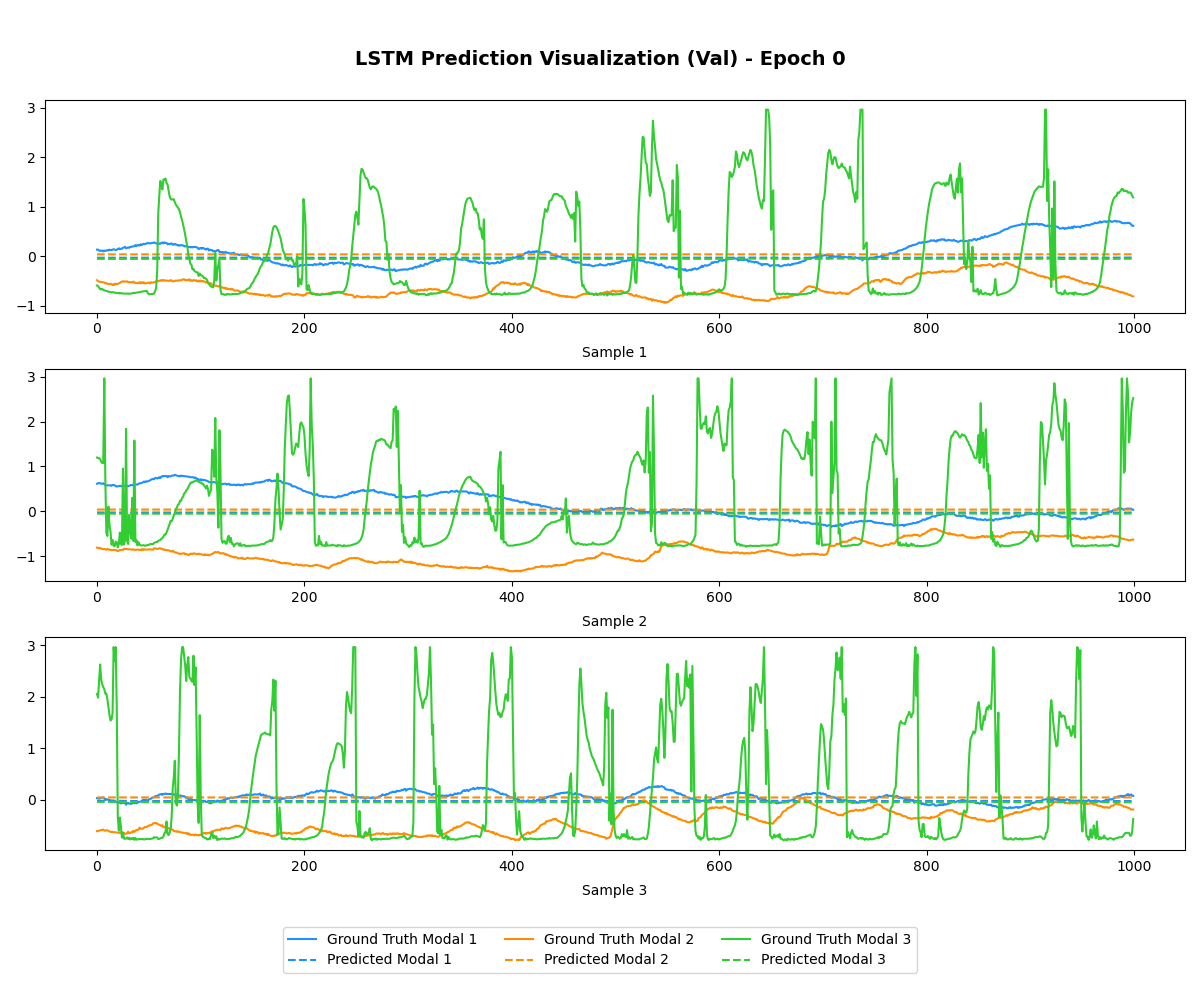 LSTM Prediction Visualization (Val) - Epoch 0
3
2
1
0
−1
0 200 400 600 800 1000
Sample 1
3
2
1
0
−1
0 200 400 600 800 1000
Sample 2
3
2
1
0
0 200 400 600 800 1000
Sample 3
Ground Truth Modal 1 Ground Truth Modal 2 Ground Truth Modal 3
Predicted Modal 1 Predicted Modal 2 Predicted Modal 3